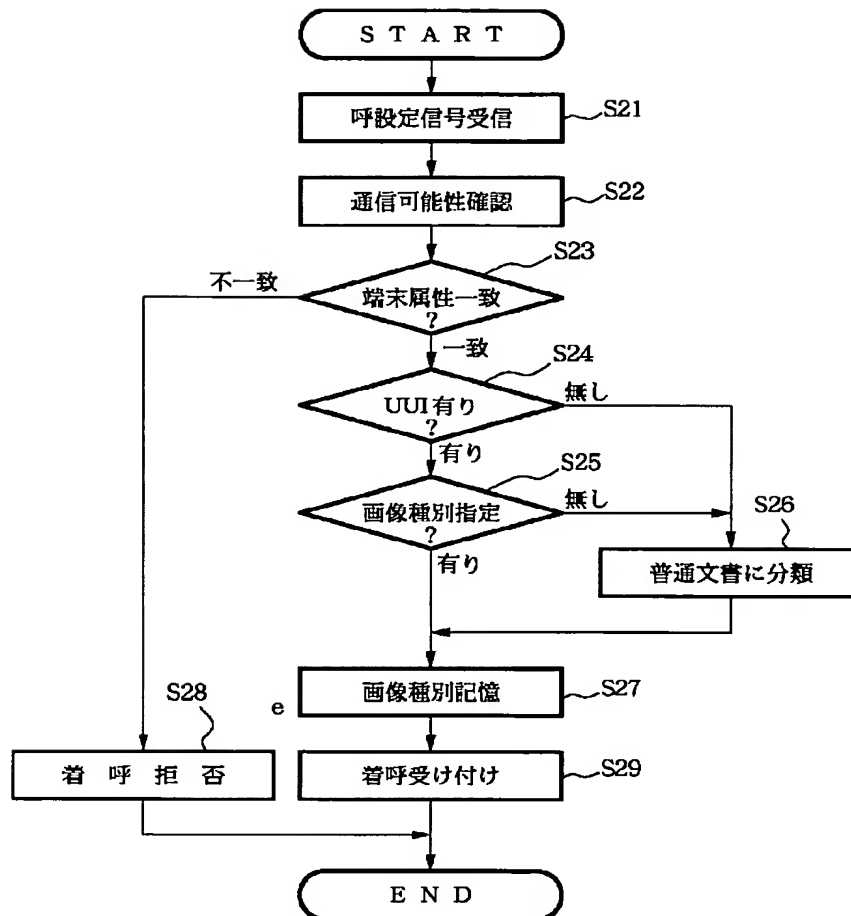 START
呼設定信号受信
S21
通信可能性確認
S22
S23
不一致
端末属性一致
?
一致
S24
UUI有り
?
無し
有り
S25
画像種別指定
?
無し
有り
S26
普通文書に分類
e
画像種別記憶
S27
S28
着呼拒否
着呼受け付け
S29
END